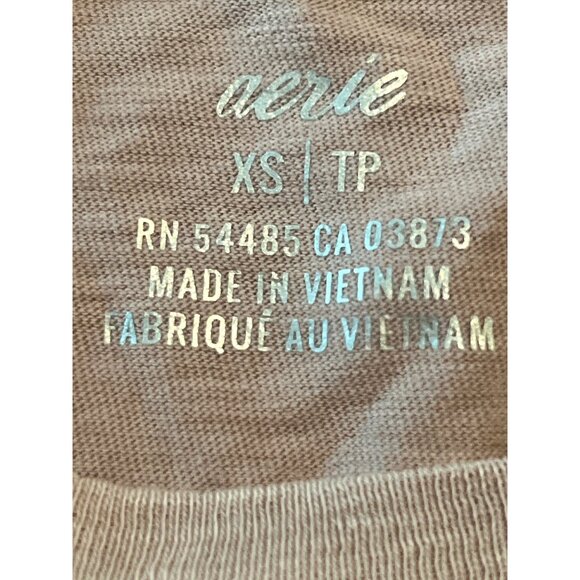 aerie
XS | TP
RN 54485 CA 03873
MADE IN VIETNAM
FABRIQUÉ AU VIETNAM